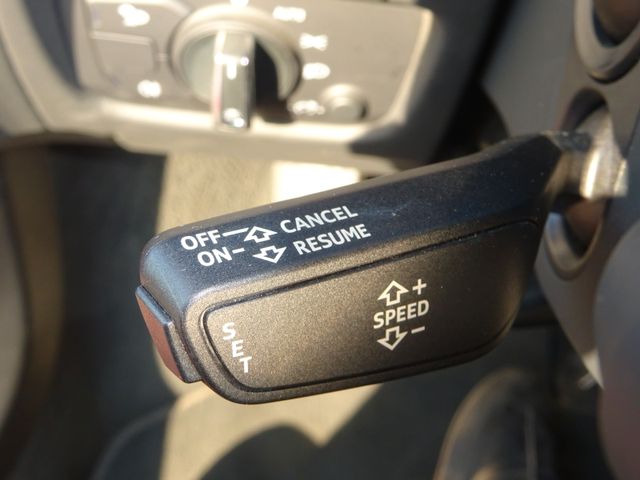 OFF CANCEL
ON- RESUME
+
SPEED
-
SET